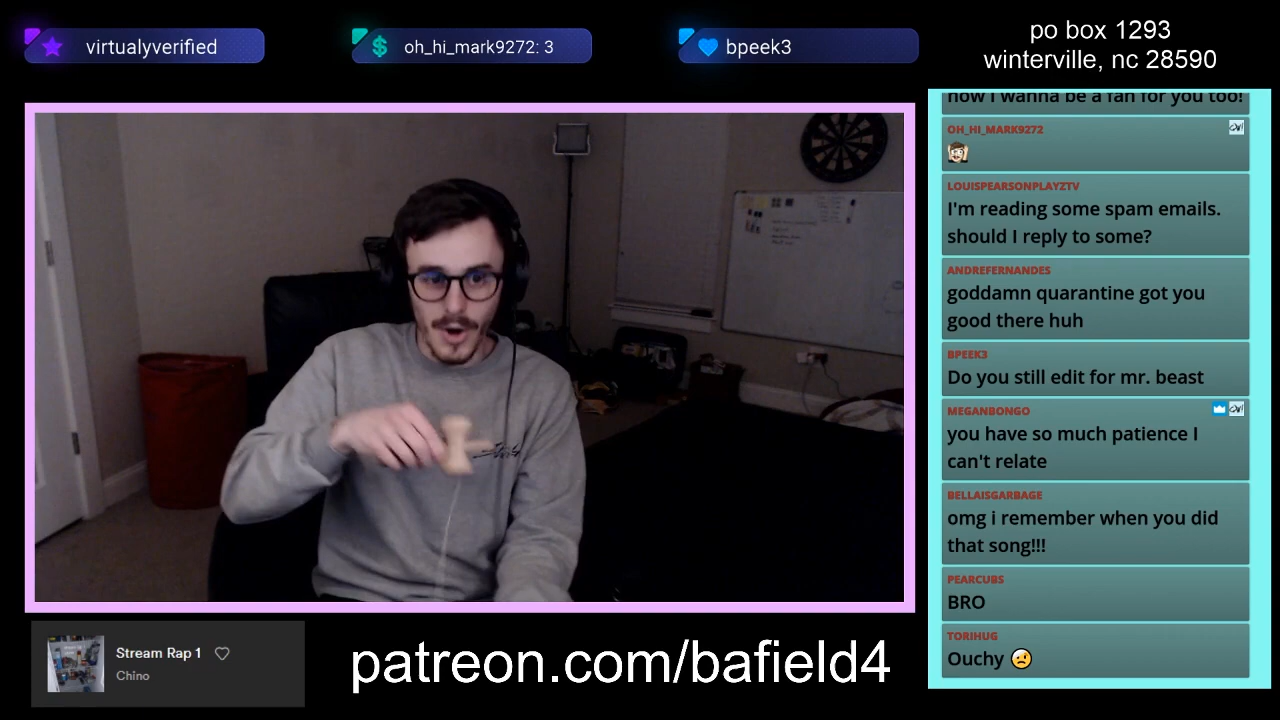 virtualyverified
oh_hi_mark9272: 3
bpeek3
po box 1293
winterville, nc 28590
now I wanna be a fan for you too!
OH_HI_MARK9272
LOUISPEARSONPLAYZTV
I'm reading some spam emails.
should I reply to some?
ANDREFERNANDES
goddamn quarantine got you
good there huh
BPEEK3
Do you still edit for mr. beast
MEGANBONGO
you have so much patience I
can't relate
BELLAISGARBAGE
omg i remember when you did
that song!!!
PEARCUBS
BRO
TORIHUG
Ouchy
Stream Rap 1
Chino
patreon.com/bafield4